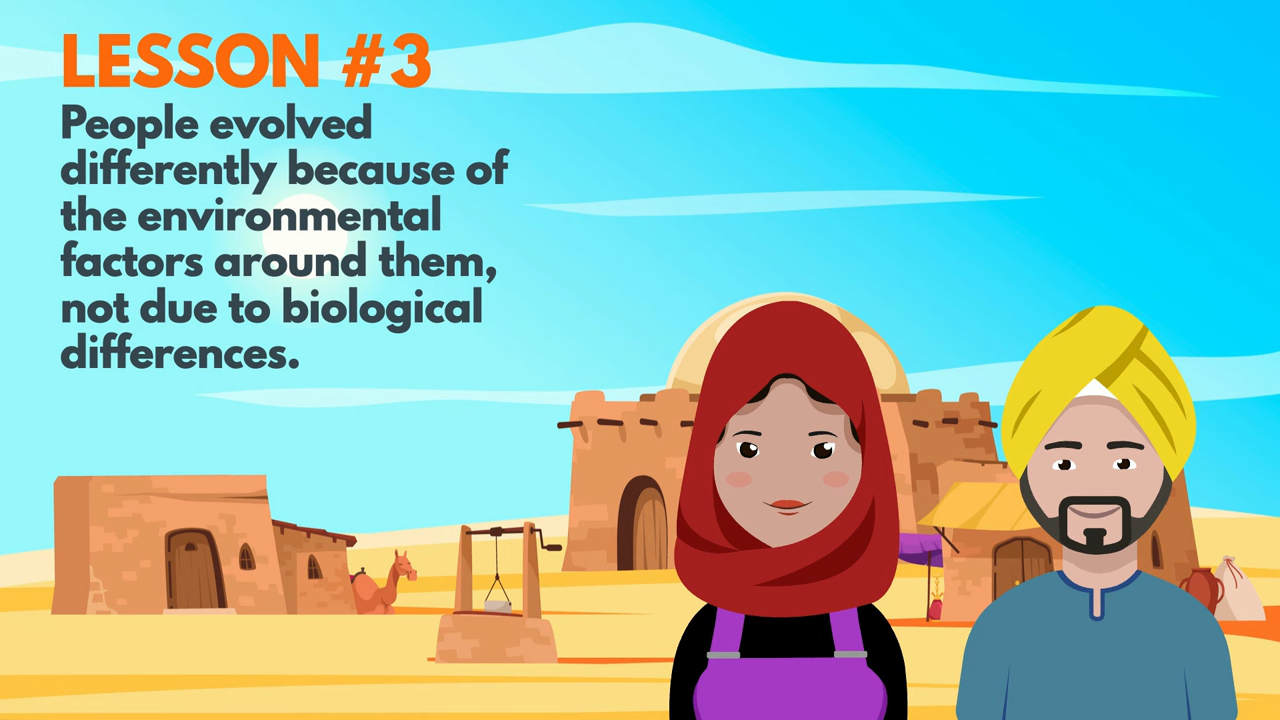 LESSON #3
People evolved
differently because of
the environmental
factors around them,
not due to biological
differences.